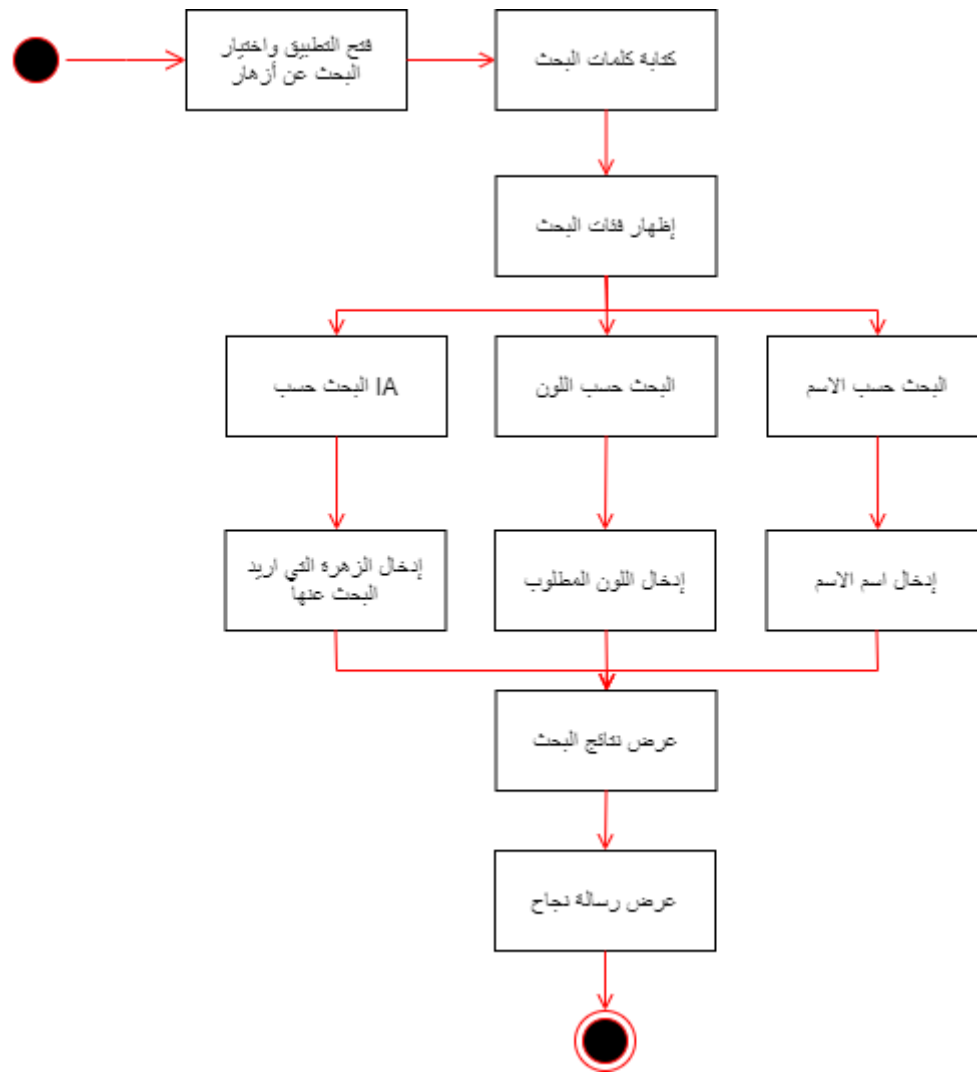 فتح التطبيق واختيار
البحث عن أزهار
كتابة كلمات البحث
إظهار فئات البحث
البحث حسب الاسم
البحث حسب اللون
البحث حسب IA
إدخال اسم الاسم
إدخال اللون المطلوب
إدخال الزهرة التي اريد
البحث عنهاً
عرض نتائج البحث
عرض رسالة نجاح